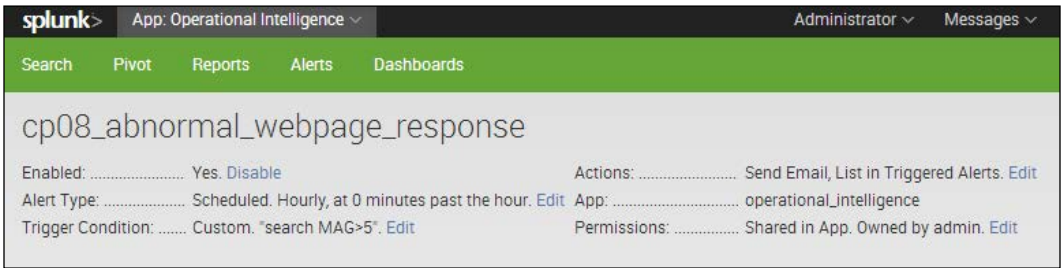 splunk> App: Operational Intelligence Administrator Messages
Search Pivot Reports Alerts Dashboards
cp08_abnormal_webpage_response
Enabled: ....................... Yes. Disable
Actions: ........................ Send Email, List in Triggered Alerts. Edit
Alert Type: .................... Scheduled. Hourly, at 0 minutes past the hour. Edit
App: ............................... operational_intelligence
Trigger Condition: ....... Custom. "search MAG>5". Edit
Permissions: ................ Shared in App. Owned by admin. Edit